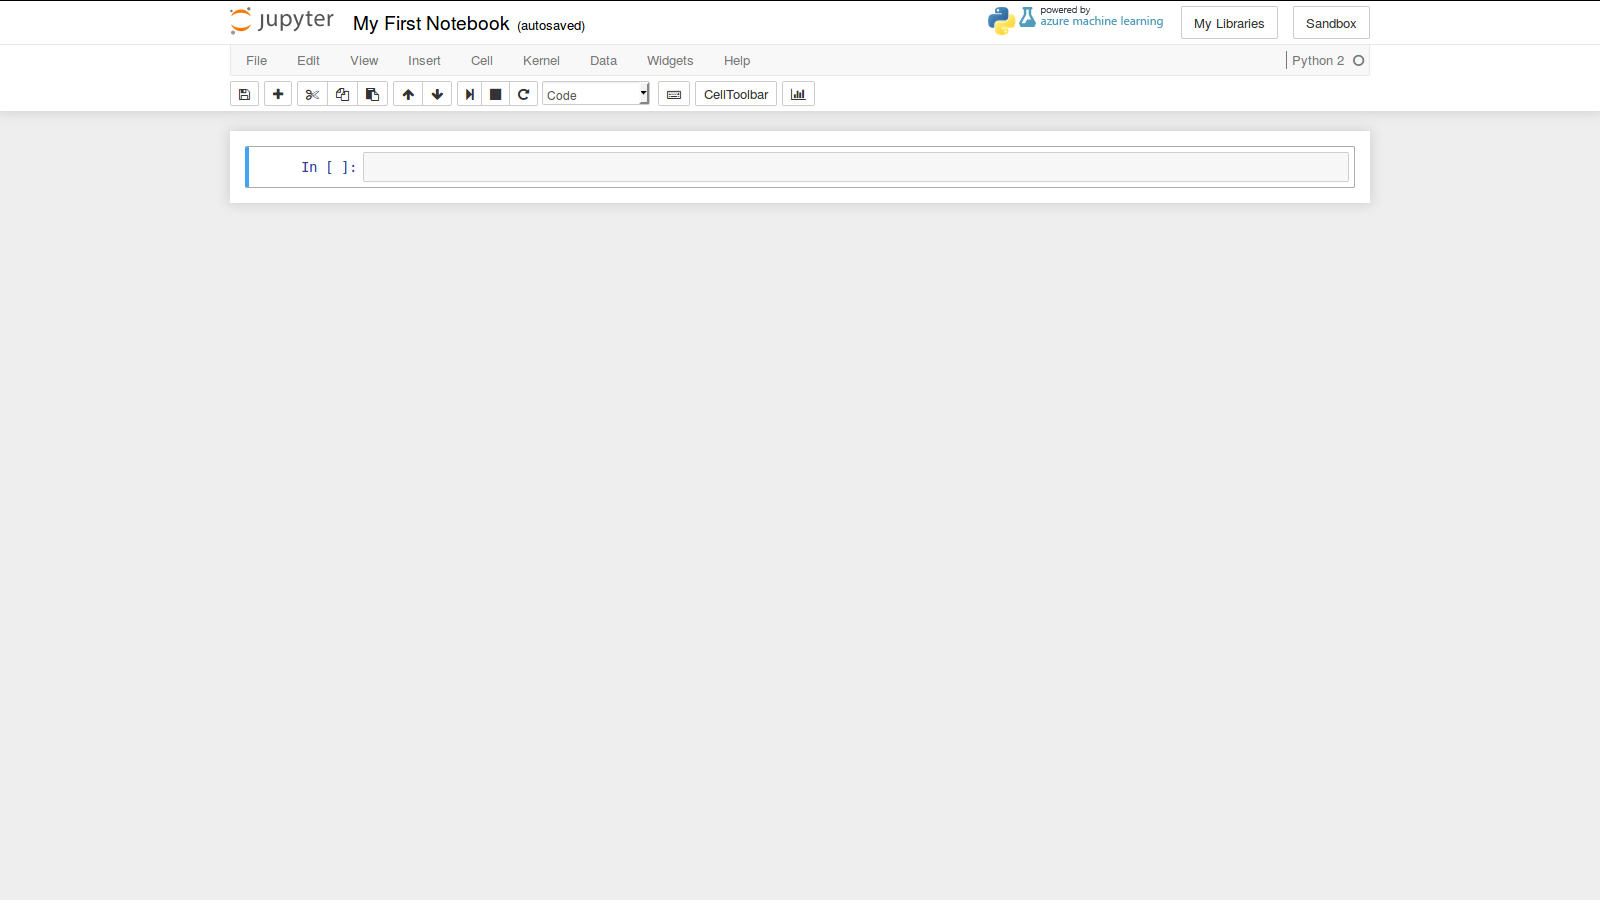 jupyter My First Notebook (autosaved)
powered by
azure machine learning
My Libraries Sandbox
File Edit View Insert Cell Kernel Data Widgets Help Python 2
Code CellToolbar
In [ ]: